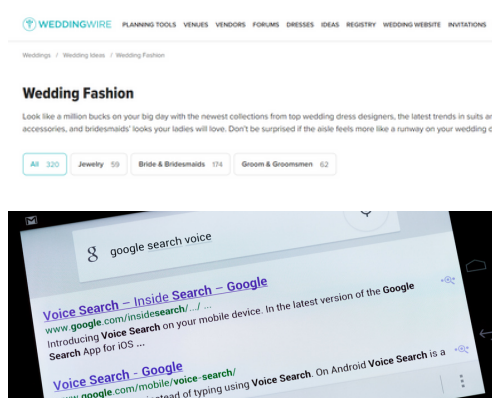 WEDDINGWIRE PLANNING TOOLS VENUES VENDORS FORUMS DRESSES IDEAS REGISTRY WEDDING WEBSITE INVITATIONS
Weddings / Wedding Ideas / Wedding Fashion
Wedding Fashion
Look like a million bucks on your big day with the newest collections from top wedding dress designers, the latest trends in suits
accessories, and bridesmaids' looks your ladies will love. Don't be surprised if the aisle feels more like a runway on your wedding
All 320 Jewelry 59 Bride & Bridesmaids 174 Groom & Groomsmen 62
g google search voice
Voice Search – Inside Search – Google
www.google.com/insidesearch/.../ ...
Introducing Voice Search on your mobile device. In the latest version of the Google
Search App for iOS ...
Voice Search - Google
www.google.com/mobile/voice-search/
instead of typing using Voice Search. On Android Voice Search is a